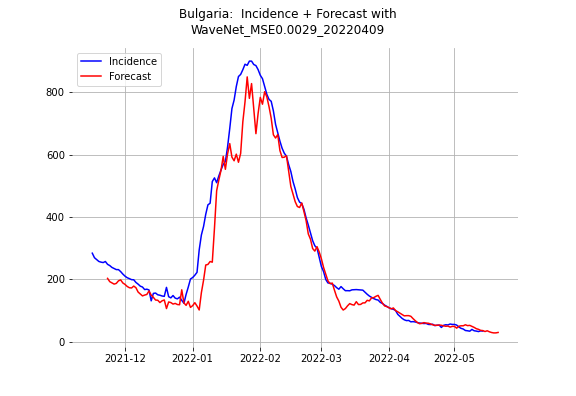 Bulgaria:  Incidence + Forecast with
WaveNet_MSE0.0029_20220409
Incidence
Forecast
800
600
400
200
0
2021-12 2022-01 2022-02 2022-03 2022-04 2022-05